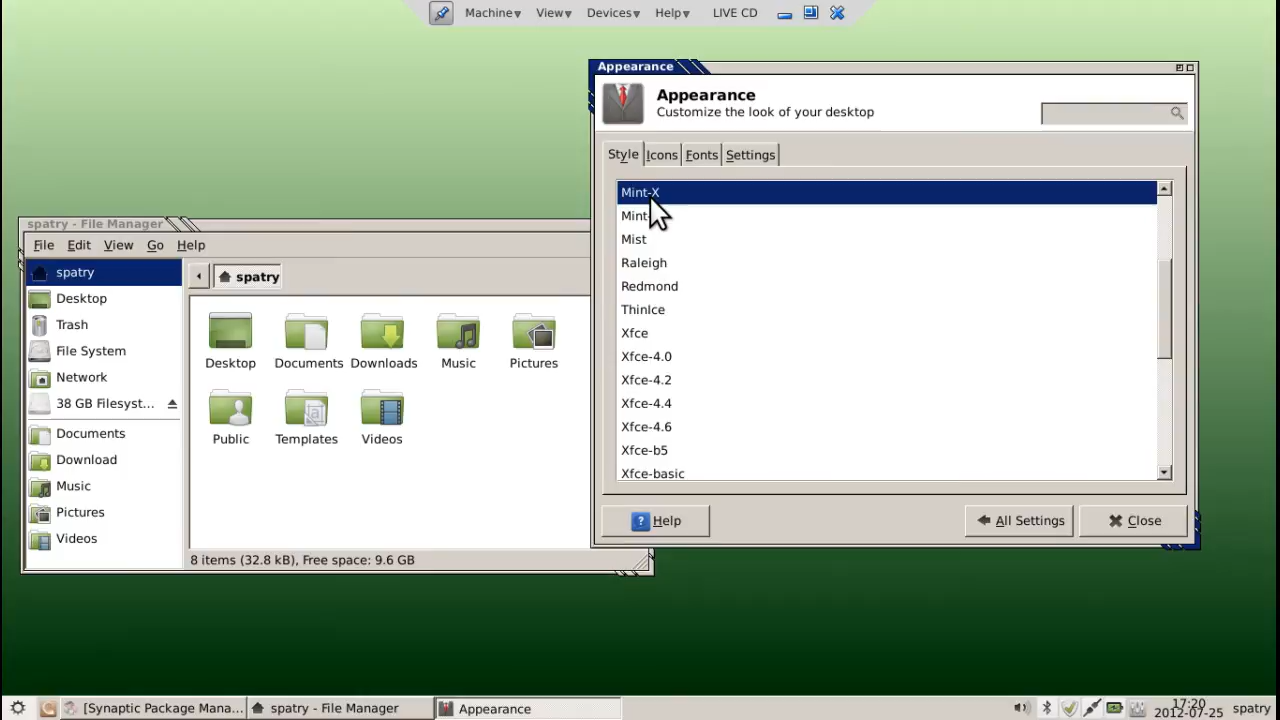 Machine View Devices Help LIVE CD
spatry - File Manager
File Edit View Go Help
spatry
Desktop
Trash
File System
Network
38 GB Filesyst...
Documents
Download
Music
Pictures
Videos
spatry
Desktop Documents Downloads Music Pictures
Public Templates Videos
8 items (32.8 kB), Free space: 9.6 GB
Appearance
Appearance
Customize the look of your desktop
Style Icons Fonts Settings
Mint-X
Mint-
Mist
Raleigh
Redmond
ThinIce
Xfce
Xfce-4.0
Xfce-4.2
Xfce-4.4
Xfce-4.6
Xfce-b5
Xfce-basic
Help All Settings Close
[Synaptic Package Mana... spatry - File Manager Appearance
17:20
2012-07-25 spatry